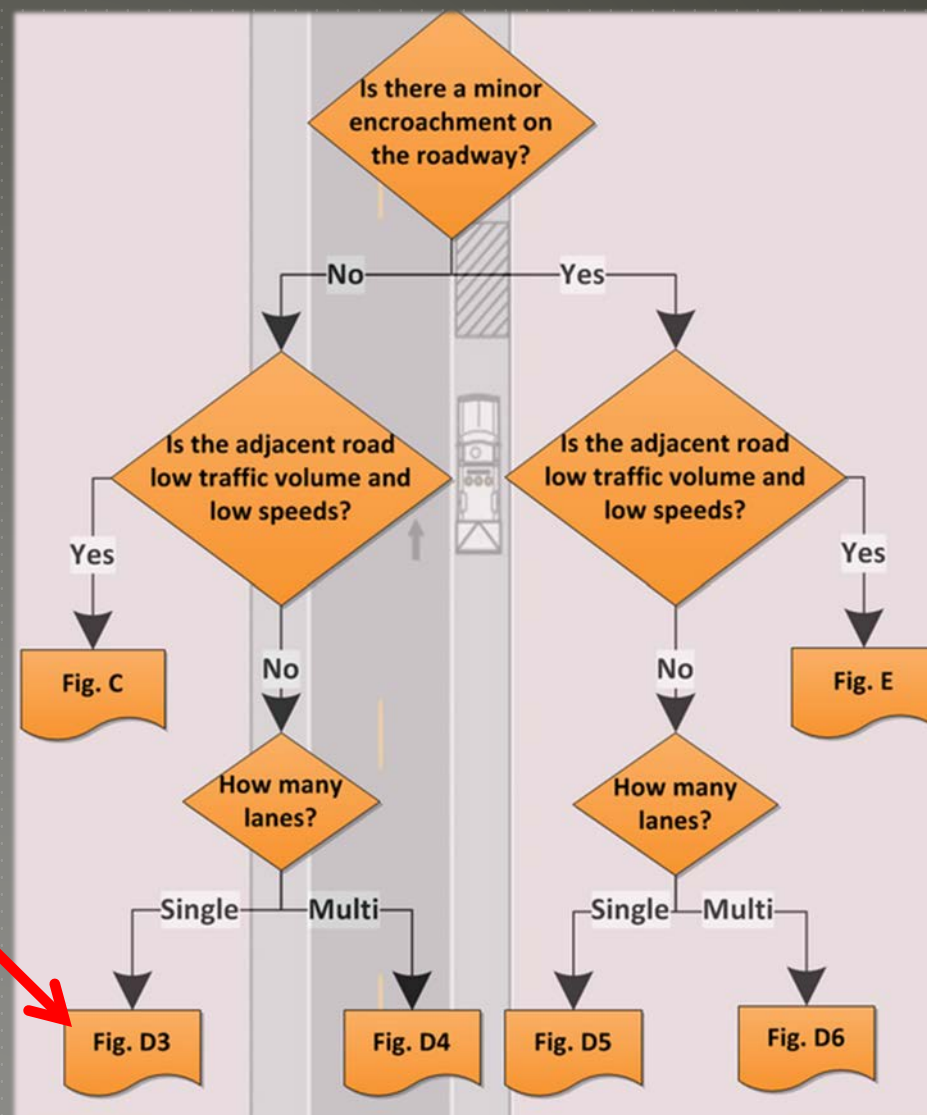 Is there a minor
encroachment on
the roadway?
No
Yes
Is the adjacent road
low traffic volume and
low speeds?
Is the adjacent road
low traffic volume and
low speeds?
Yes
Yes
No
No
Fig. C
Fig. E
How many
lanes?
How many
lanes?
Single
Multi
Single
Multi
Fig. D3
Fig. D4
Fig. D5
Fig. D6